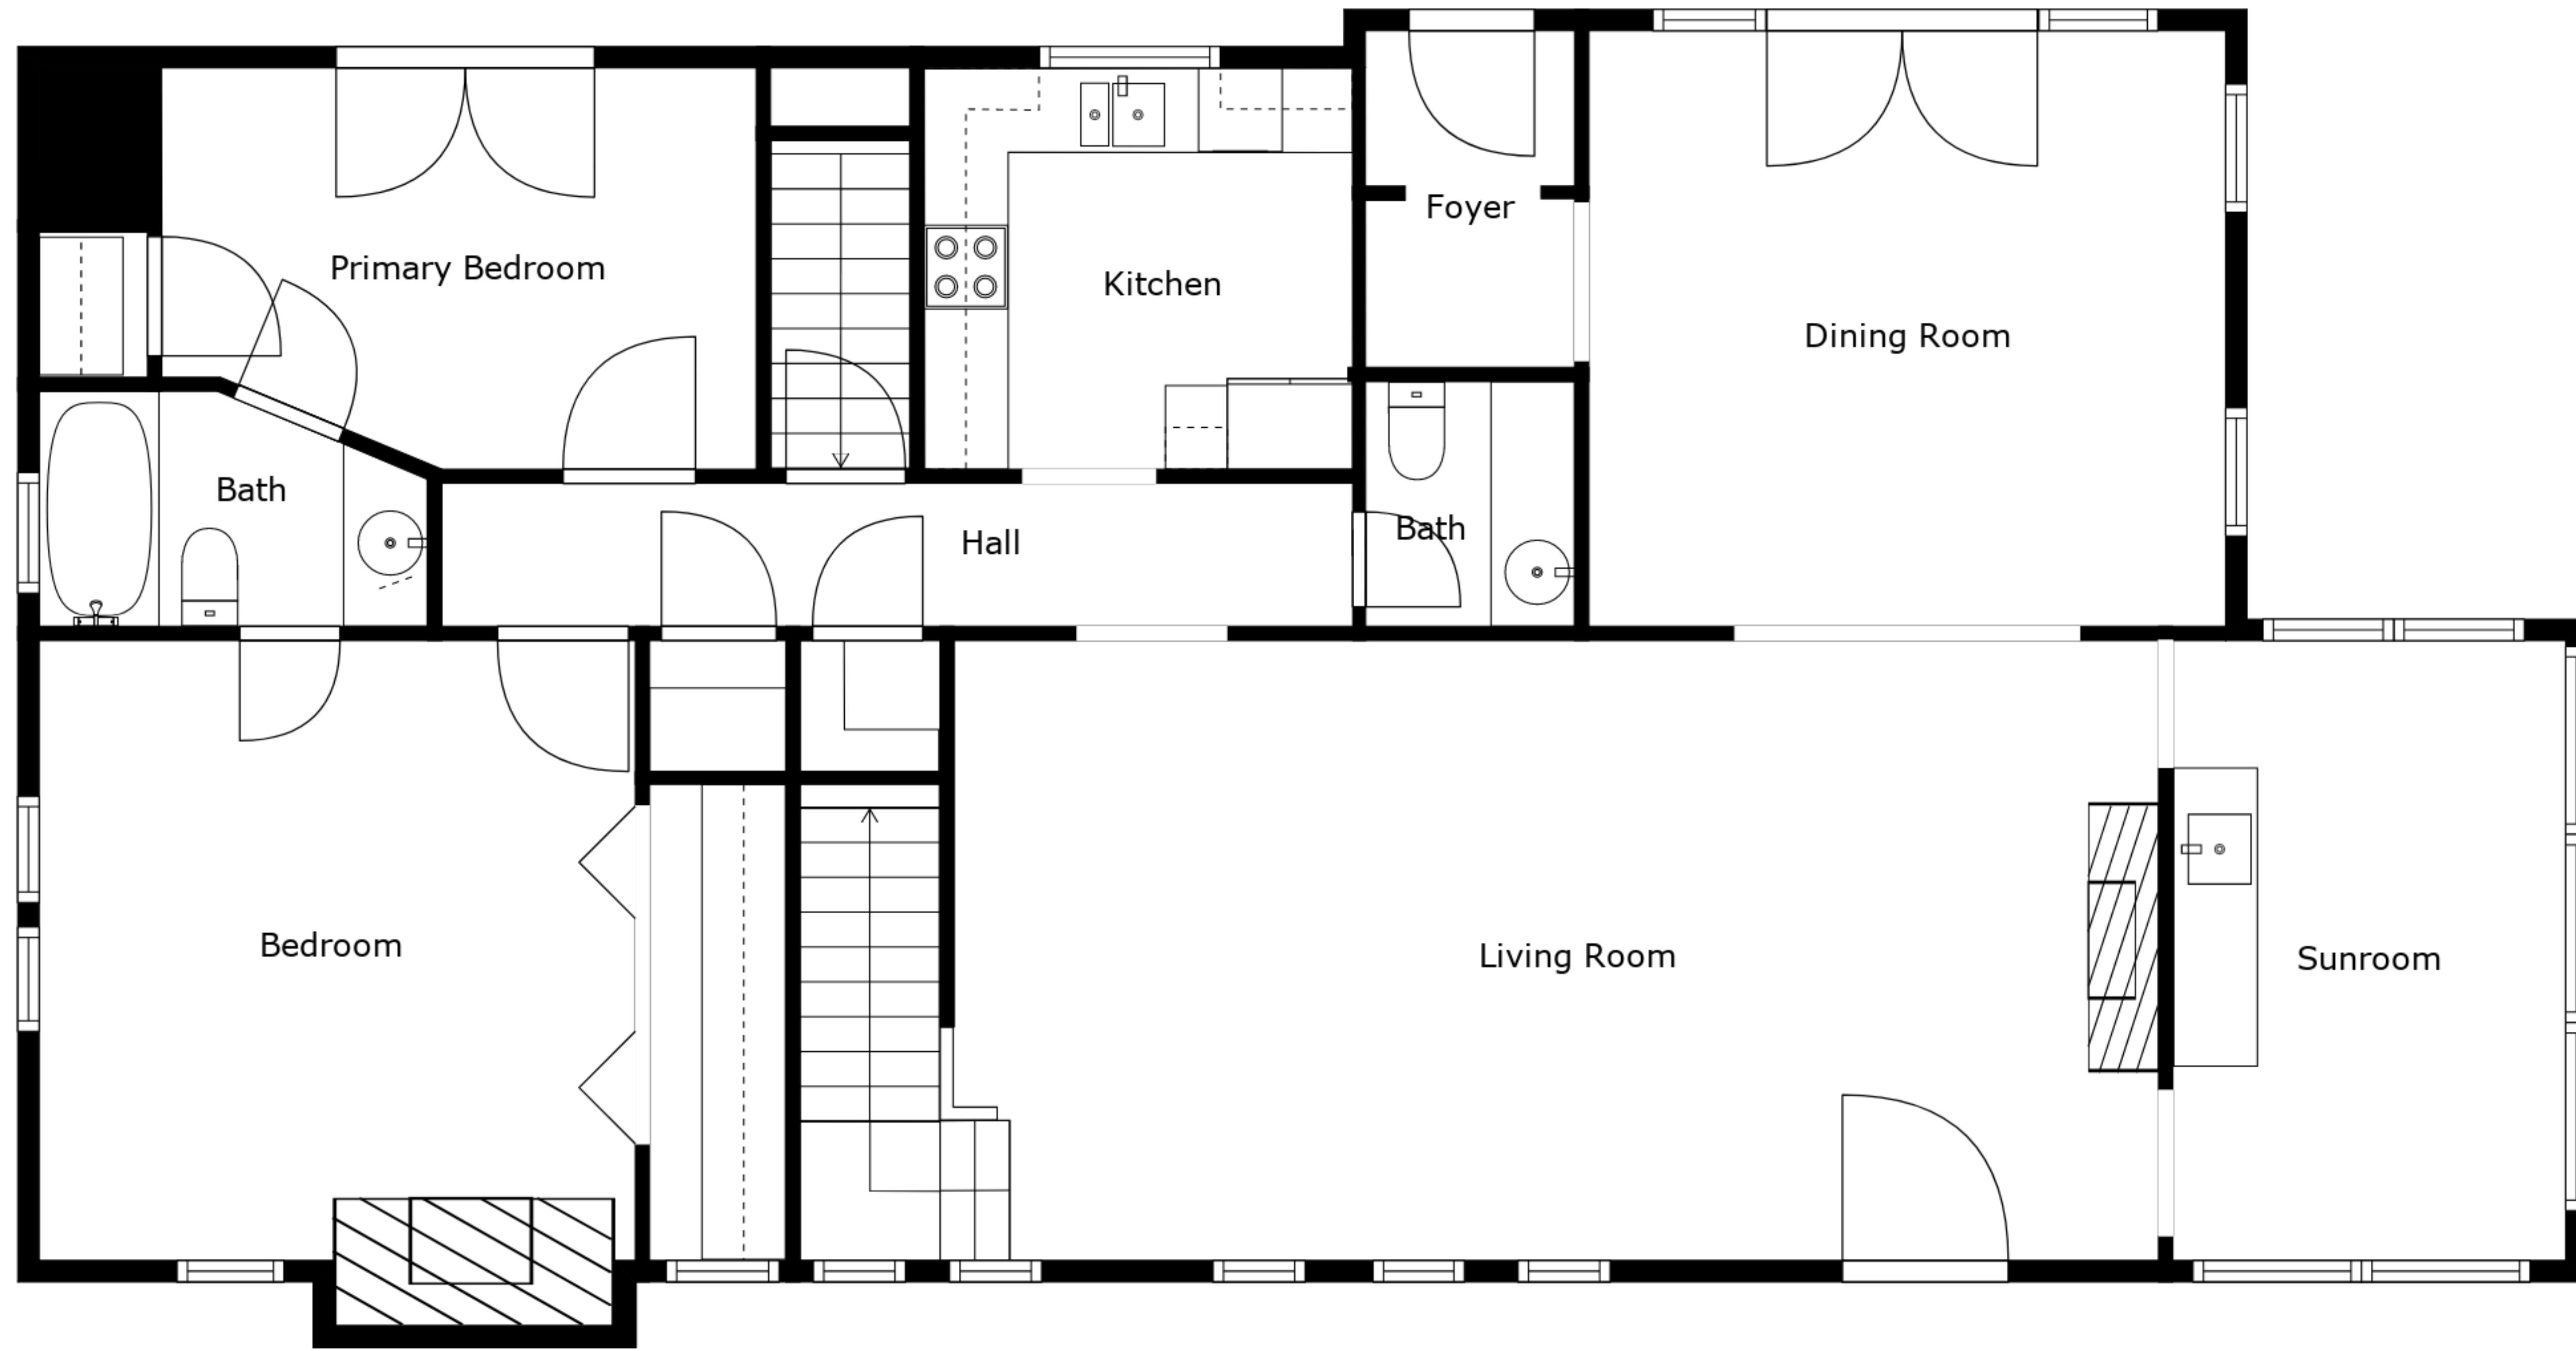 Foyer
Primary Bedroom
Kitchen
Dining Room
Bath
Bath
Hall
Bedroom
Living Room
Sunroom